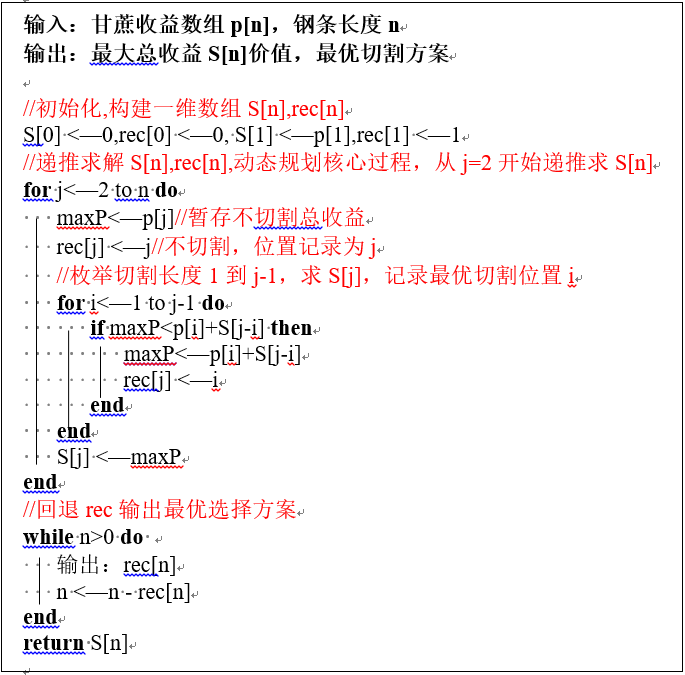 输入：甘蔗收益数组 p[n]，钢条长度 n
输出：最大总收益 S[n]价值，最优切割方案
//初始化,构建一维数组 S[n],rec[n]
S[0] <—0,rec[0] <—0, S[1] <—p[1],rec[1] <—1
//递推求解 S[n],rec[n],动态规划核心过程，从 j=2 开始递推求 S[n]
for j<—2 to n do
maxP<—p[j]//暂存不切割总收益
rec[j] <—j//不切割，位置记录为 j
//枚举切割长度 1 到 j-1，求 S[j]，记录最优切割位置 i
for i<—1 to j-1 do
if maxP<p[i]+S[j-i] then
maxP<—p[i]+S[j-i]
rec[j] <—i
end
end
S[j] <—maxP
end
//回退 rec 输出最优选择方案
while n>0 do
输出：rec[n]
n <—n - rec[n]
end
return S[n]